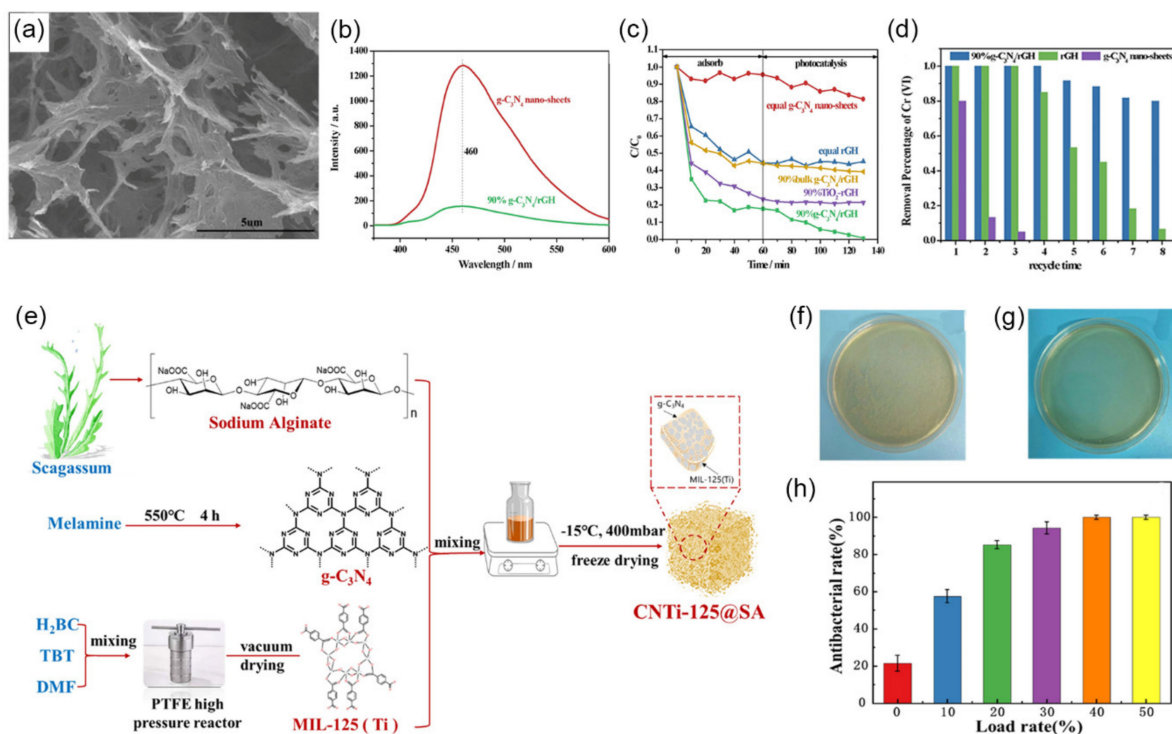 (a)
5um
(b)
1400
1300
1200
1000
800
600
400
200
0
Intensity / a.u.
g-C₃N₄ nano-sheets
460
90% g-C₃N₄/rGH
400
450
500
550
600
Wavelength / nm
(c)
1.1
1.0
0.9
0.8
0.7
0.6
0.5
0.4
0.3
0.2
0.1
0.0
C/C₀
adsorb
photocatalysis
equal g-C₃N₄ nano-sheets
equal rGH
90%bulk g-C₃N₄/rGH
90%TiO₂-rGH
90%g-C₃N₄/rGH
0 20 40 60 80 100 120 140
Time / min
(d)
90%g-C₃N₄/rGH
rGH
g-C₃N₄ nano-sheets
Removal Percentage of Cr (VI)
1.0
0.8
0.6
0.4
0.2
0.0
1 2 3 4 5 6 7 8
recycle time
(e)
Scagassum
NaOOC
OH
HO
O
n
Sodium Alginate
Melamine
550℃ 4 h
N
g-C₃N₄
H₂BC
TBT
DMF
mixing
PTFE high
pressure reactor
vacuum
drying
MIL-125 ( Ti )
mixing
-15℃, 400mbar
freeze drying
g-C₃N₄
MIL-125(Ti)
CNTi-125@SA
(f)
(g)
(h)
Antibacterial rate(%)
100
80
60
40
20
0
0 10 20 30 40 50
Load rate(%)